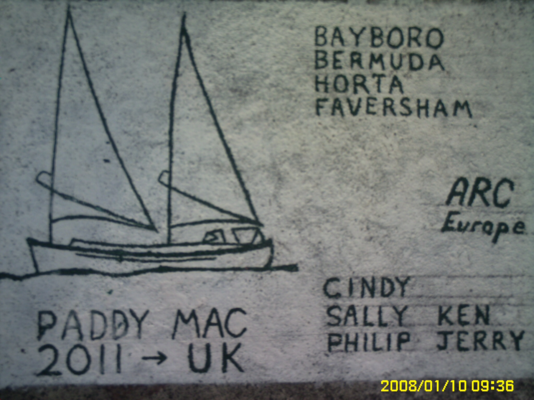 BAYBORO
BERMUDA
HORTA
FAVERSHAM
ARC
Europe
CINDY
SALLY KEN
PHILIP JERRY
PADDY MAC
2011 → UK
2008/01/10 09:36